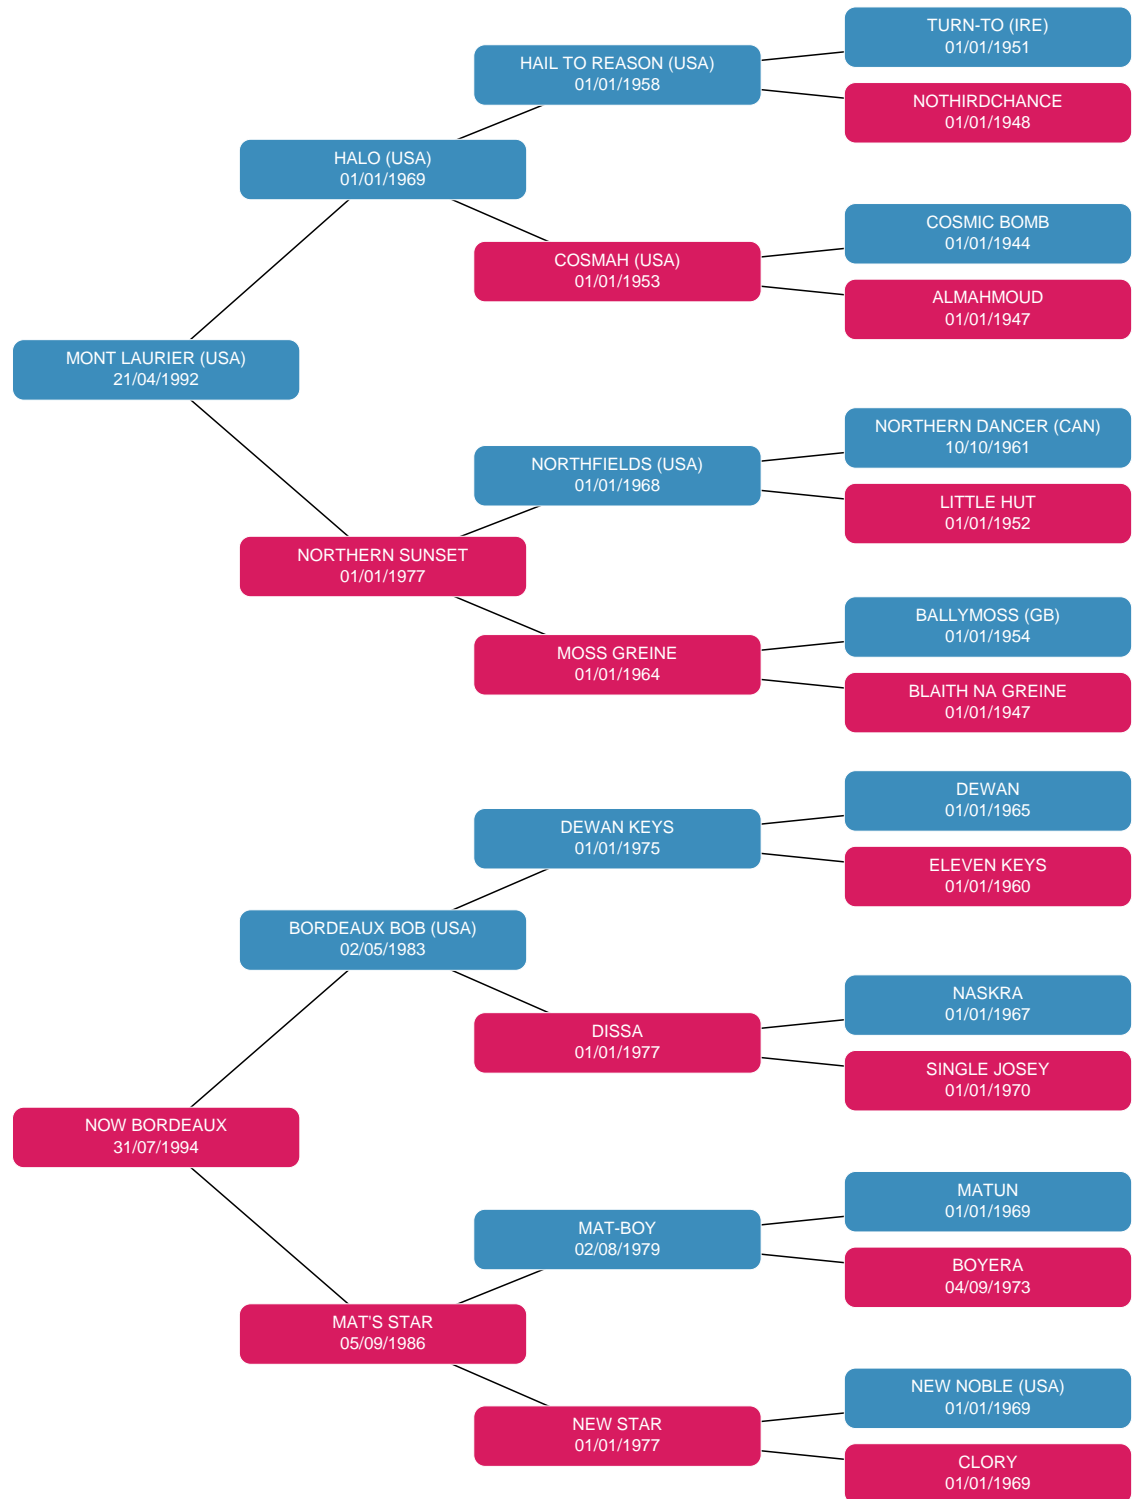 TURN-TO (IRE)
01/01/1951
HAIL TO REASON (USA)
01/01/1958
NOTHIRDCHANCE
01/01/1948
HALO (USA)
01/01/1969
COSMIC BOMB
01/01/1944
COSMAH (USA)
01/01/1953
ALMAHMOUD
01/01/1947
MONT LAURIER (USA)
21/04/1992
NORTHERN DANCER (CAN)
10/10/1961
NORTHFIELDS (USA)
01/01/1968
LITTLE HUT
01/01/1952
NORTHERN SUNSET
01/01/1977
BALLYMOSS (GB)
01/01/1954
MOSS GREINE
01/01/1964
BLAITH NA GREINE
01/01/1947
DEWAN
01/01/1965
DEWAN KEYS
01/01/1975
ELEVEN KEYS
01/01/1960
BORDEAUX BOB (USA)
02/05/1983
NASKRA
01/01/1967
DISSA
01/01/1977
SINGLE JOSEY
01/01/1970
NOW BORDEAUX
31/07/1994
MATUN
01/01/1969
MAT-BOY
02/08/1979
BOYERA
04/09/1973
MAT'S STAR
05/09/1986
NEW NOBLE (USA)
01/01/1969
NEW STAR
01/01/1977
CLORY
01/01/1969